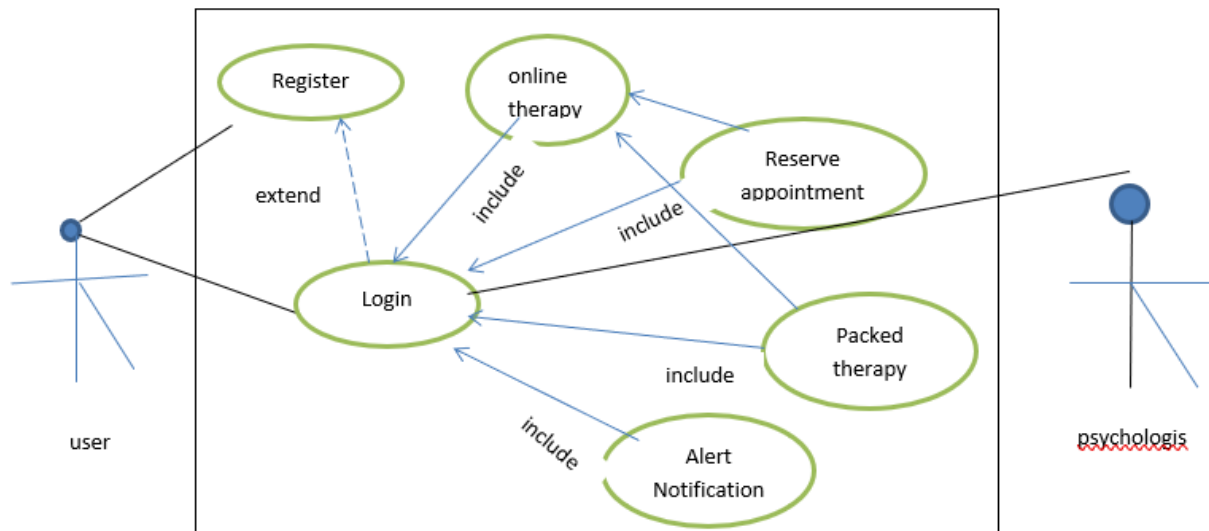 Register
online
therapy
Reserve
appointment
extend
include
include
Login
Packed
therapy
include
include
Alert
Notification
user
psychologis